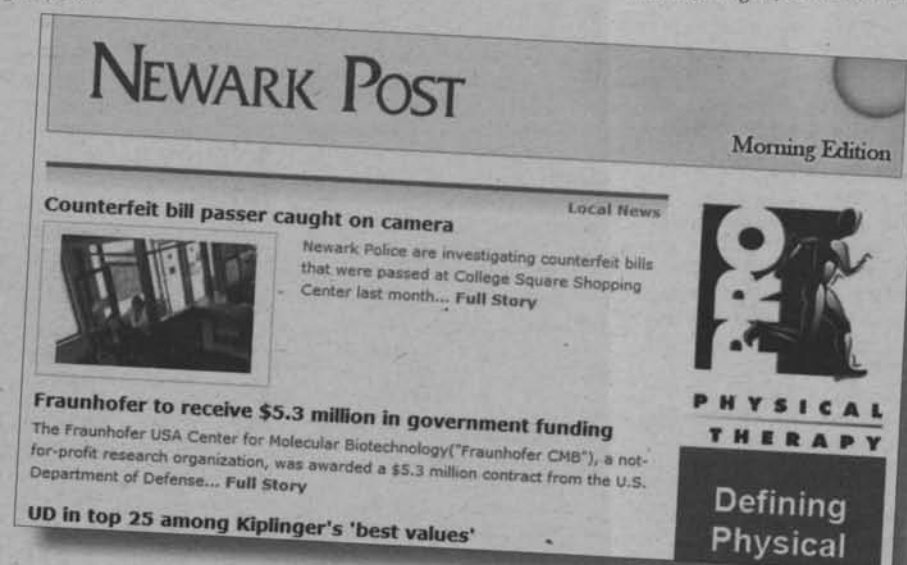 NEWARK POST
Morning Edition
Local News
Counterfeit bill passer caught on camera
Newark Police are investigating counterfeit bills
that were passed at College Square Shopping
Center last month... Full Story
Fraunhofer to receive $5.3 million in government funding
The Fraunhofer USA Center for Molecular Biotechnology("Fraunhofer CMB"), a not-
for-profit research organization, was awarded a $5.3 million contract from the U.S.
Department of Defense... Full Story
UD in top 25 among Kiplinger's 'best values'
PRO
PHYSICAL
THERAPY
Defining
Physical